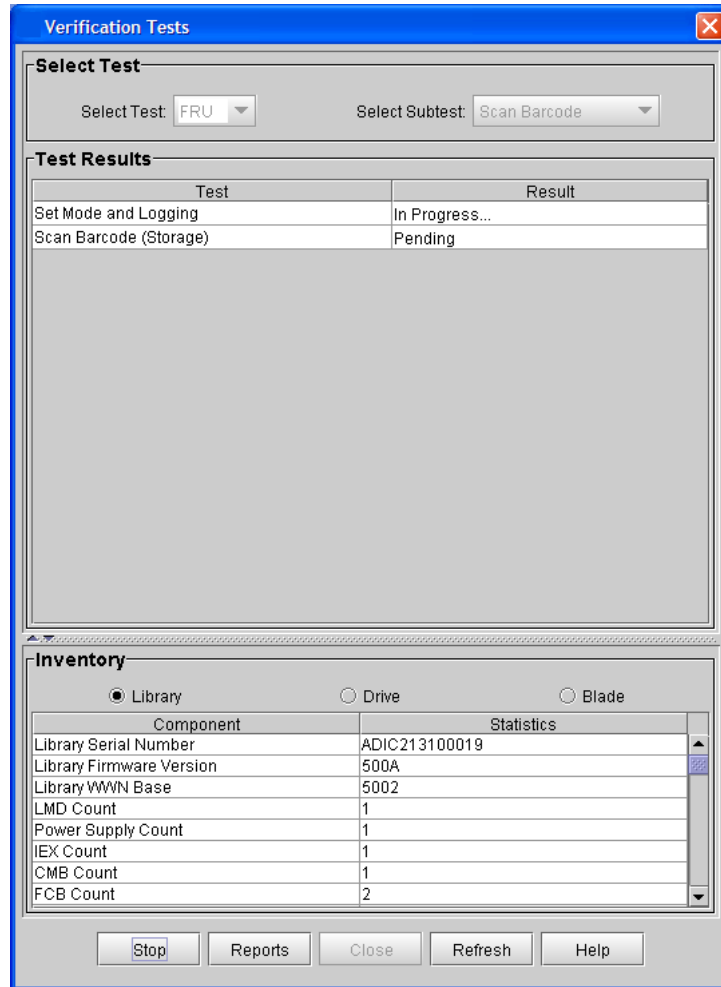 Verification Tests
Select Test
Select Test: FRU Select Subtest: Scan Barcode
Test Results
Test Result
Set Mode and Logging In Progress...
Scan Barcode (Storage) Pending
Inventory
Library Drive Blade
Component Statistics
Library Serial Number ADIC213100019
Library Firmware Version 500A
Library WWN Base 5002
LMD Count 1
Power Supply Count 1
IEX Count 1
CMB Count 1
FCB Count 2
Stop Reports Close Refresh Help